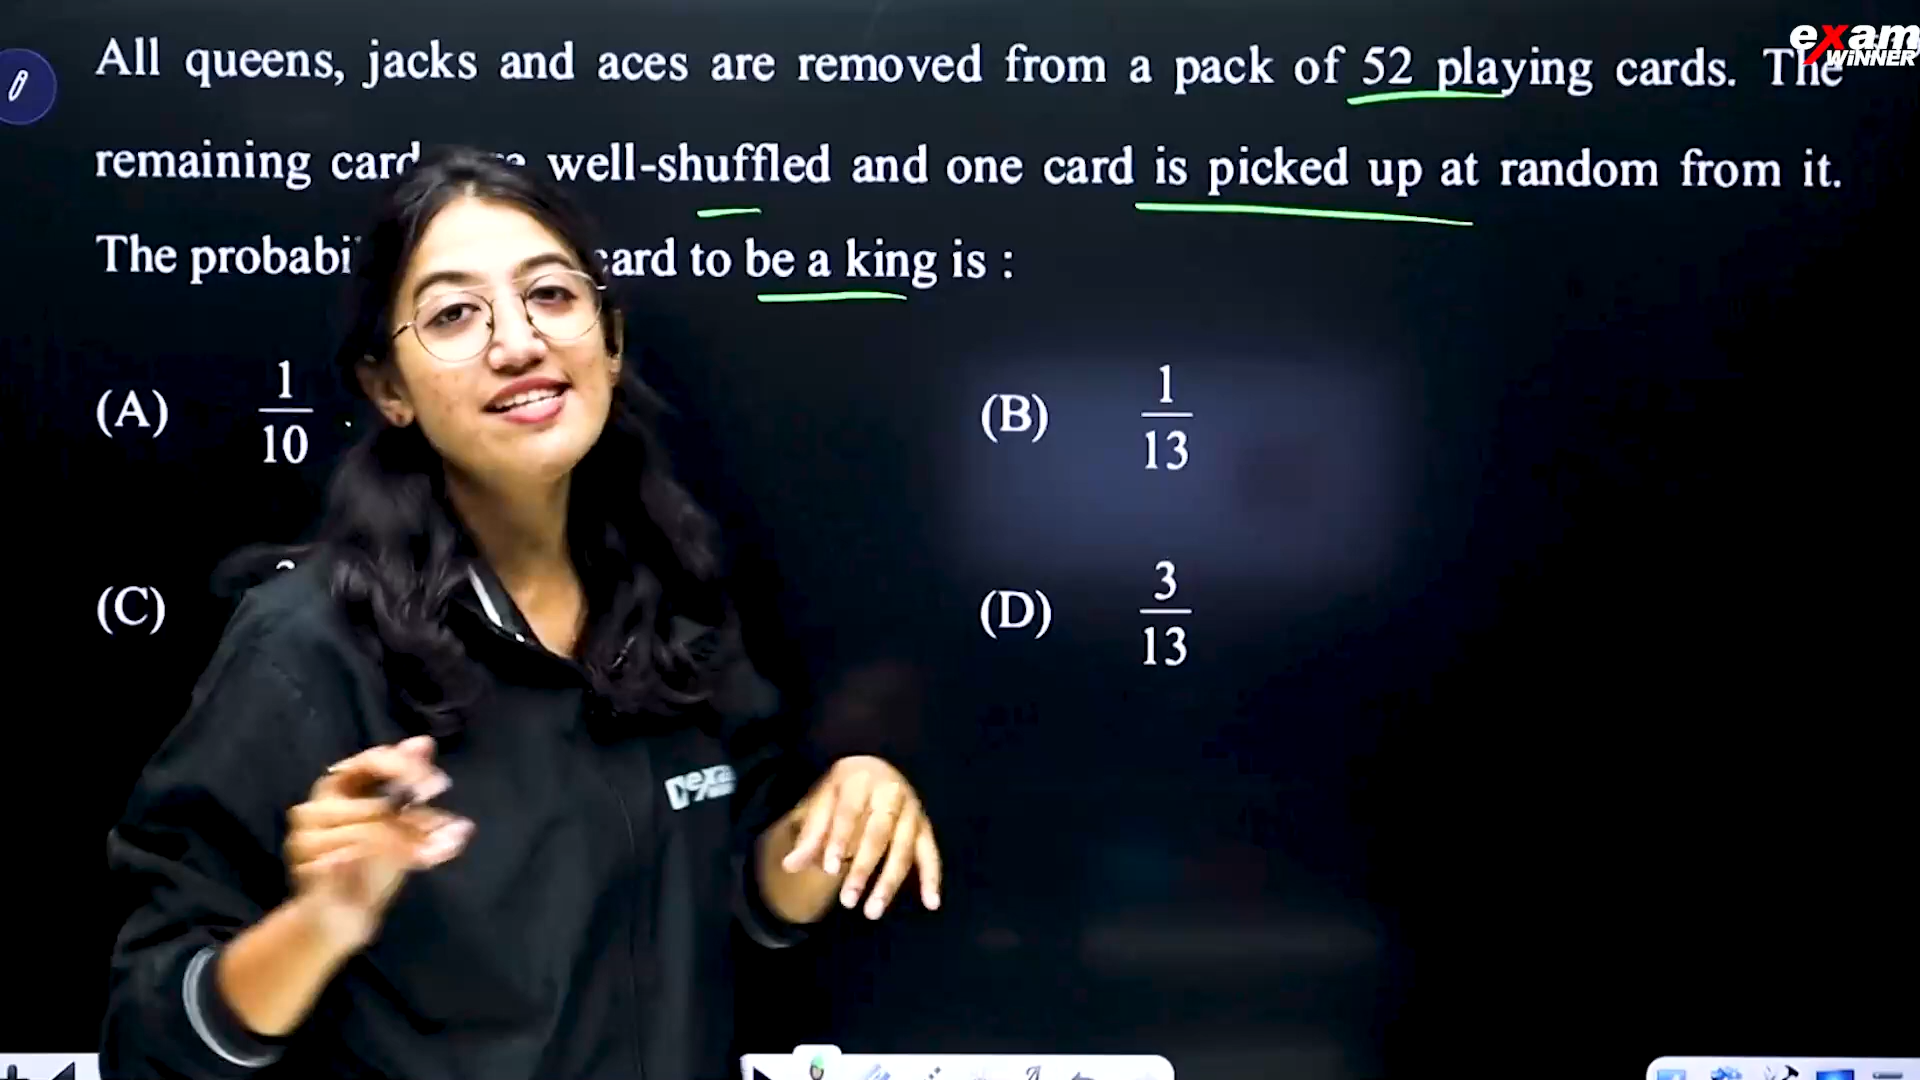 All queens, jacks and aces are removed from a pack of 52 playing cards. The
remaining well-shuffled and one card is picked up at random from it.
The card to be a king is :
(A) 1/10 (B) 1/13
(C) (D) 3/13
exam
WINNER